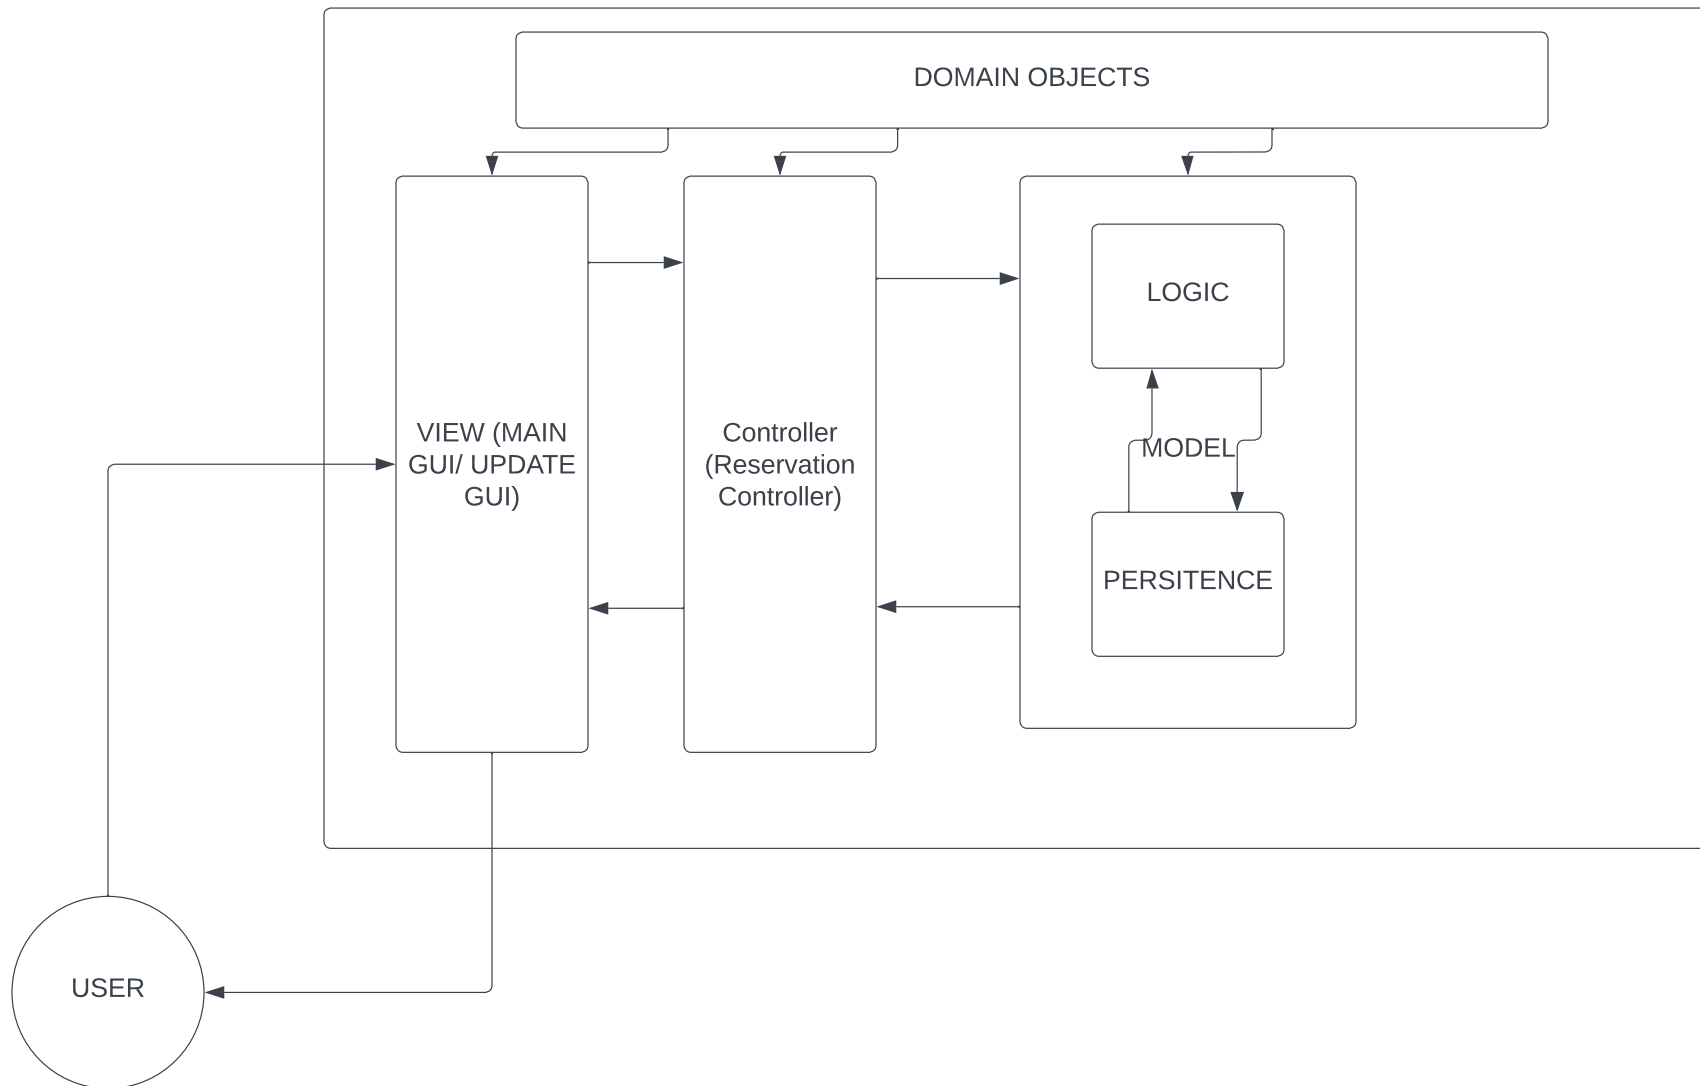 DOMAIN OBJECTS
VIEW (MAIN
GUI/ UPDATE
GUI)
Controller
(Reservation
Controller)
LOGIC
MODEL
PERSITENCE
USER